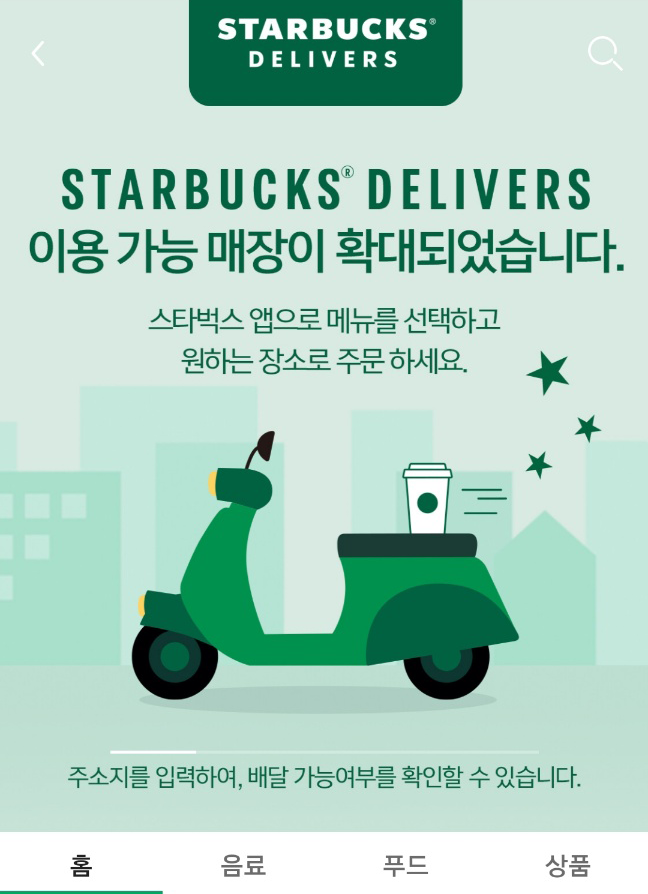 STARBUCKS®
DELIVERS
STARBUCKS® DELIVERS
이용 가능 매장이 확대되었습니다.
스타벅스 앱으로 메뉴를 선택하고
원하는 장소로 주문 하세요.
주소지를 입력하여, 배달 가능여부를 확인할 수 있습니다.
홈 음료 푸드 상품